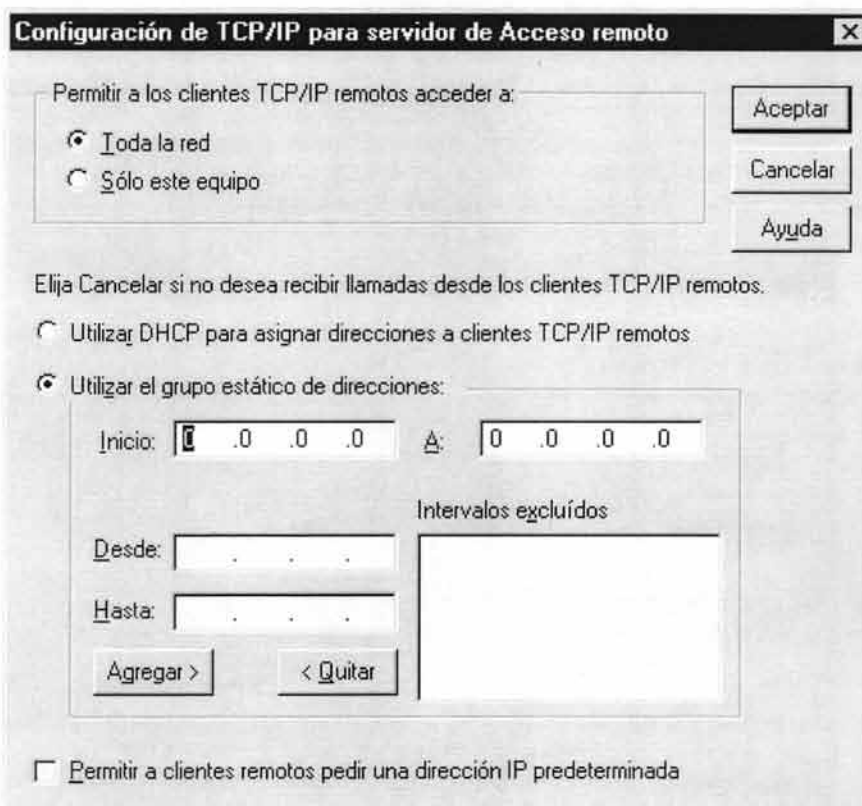 Configuración de TCP/IP para servidor de Acceso remoto
Permitir a los clientes TCP/IP remotos acceder a:
Toda la red
Sólo este equipo
Aceptar
Cancelar
Ayuda
Elija Cancelar si no desea recibir llamadas desde los clientes TCP/IP remotos.
Utilizar DHCP para asignar direcciones a clientes TCP/IP remotos
Utilizar el grupo estático de direcciones:
Inicio: 0 .0 .0 .0 A: 0 .0 .0 .0
Intervalos excluídos
Desde: . . .
Hasta: . . .
Agregar > < Quitar
Permitir a clientes remotos pedir una dirección IP predeterminada